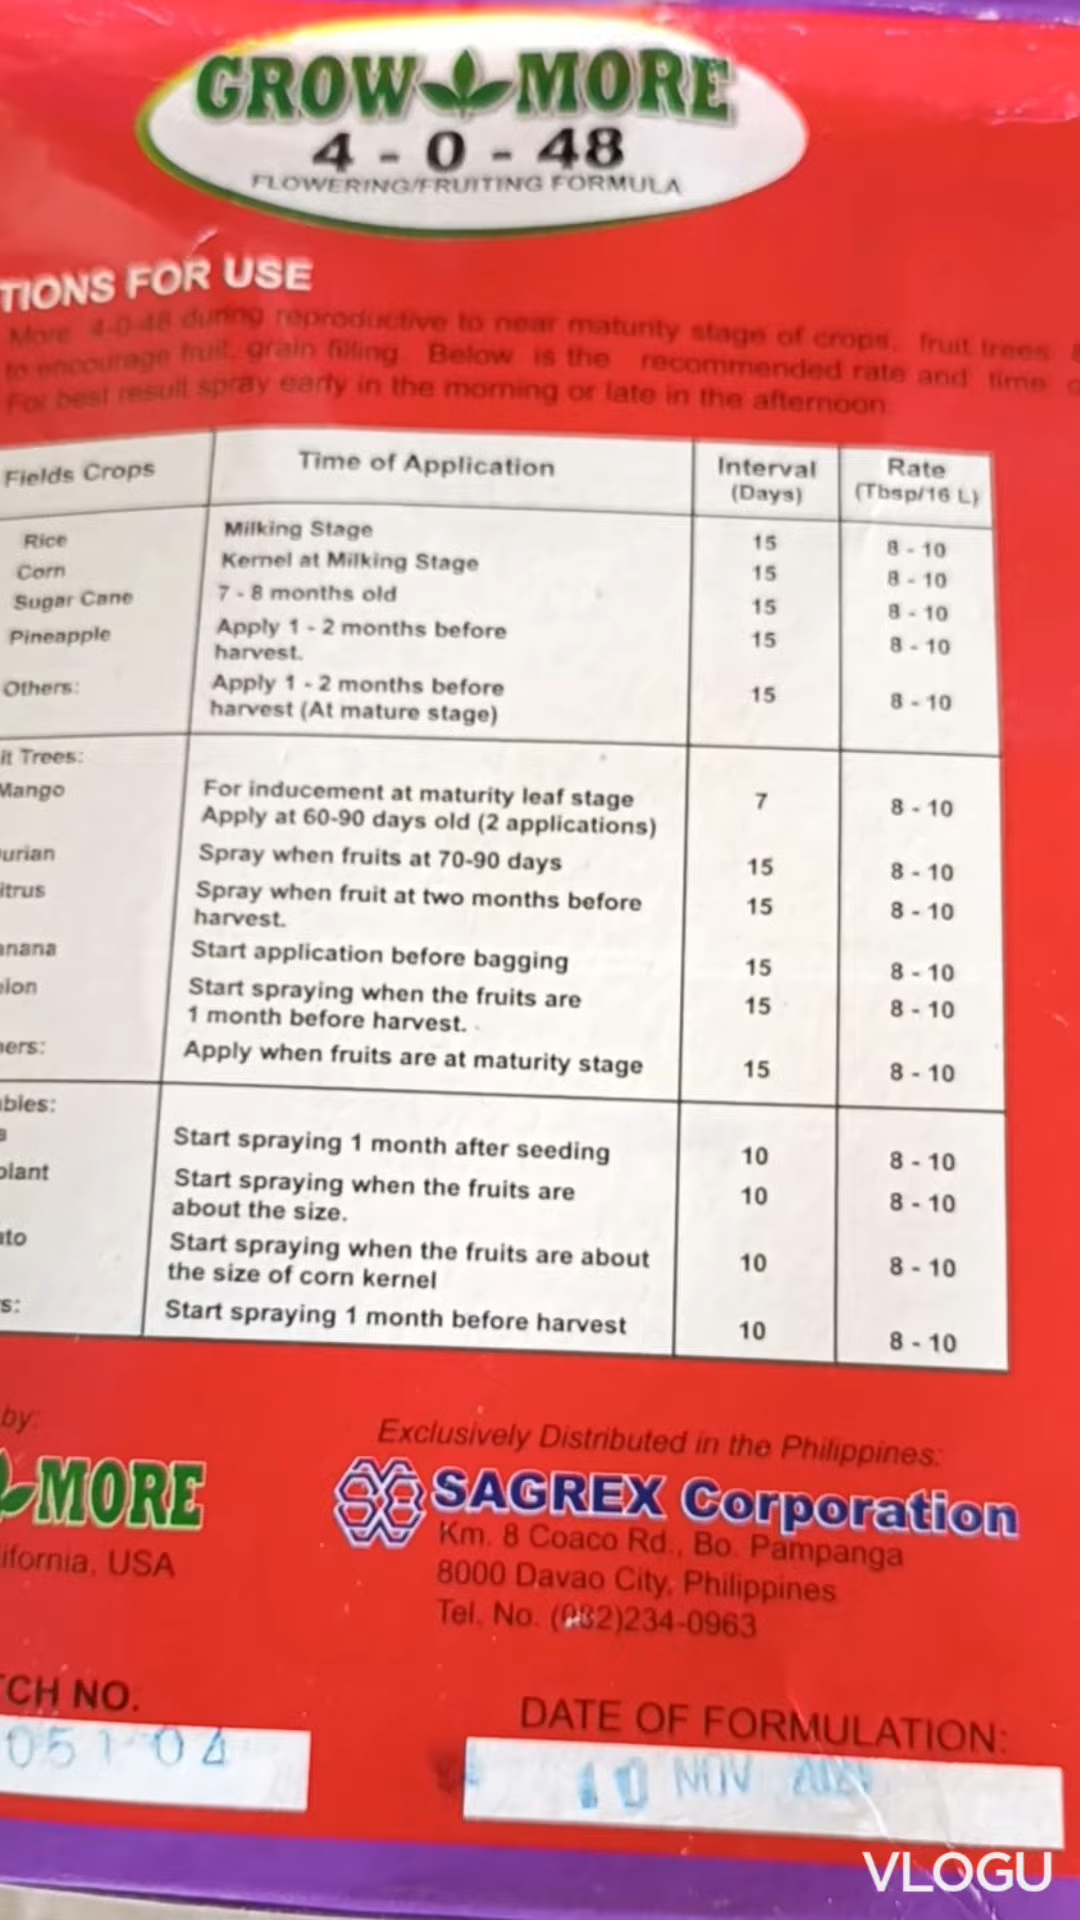 GROW MORE
4 - 0 - 48
FLOWERING/FRUITING FORMULA
TIONS FOR USE
More 4-0-48 during reproductive to near maturity stage of crops, fruit trees
to encourage fruit, grain filling. Below is the recommended rate and time
For best result spray early in the morning or late in the afternoon.
Fields Crops Time of Application Interval (Days) Rate (Tbsp/16 L)
Rice Milking Stage 15 8 - 10
Corn Kernel at Milking Stage 15 8 - 10
Sugar Cane 7 - 8 months old 15 8 - 10
Pineapple Apply 1 - 2 months before 15 8 - 10
harvest.
Others: Apply 1 - 2 months before 15 8 - 10
harvest (At mature stage)
it Trees:
Mango For inducement at maturity leaf stage 7 8 - 10
Apply at 60-90 days old (2 applications)
urian Spray when fruits at 70-90 days 15 8 - 10
itrus Spray when fruit at two months before 15 8 - 10
harvest.
anana Start application before bagging 15 8 - 10
elon Start spraying when the fruits are 15 8 - 10
1 month before harvest.
ers: Apply when fruits are at maturity stage 15 8 - 10
bles:
a Start spraying 1 month after seeding 10 8 - 10
plant Start spraying when the fruits are 10 8 - 10
about the size.
ato Start spraying when the fruits are about 10 8 - 10
the size of corn kernel
s: Start spraying 1 month before harvest 10 8 - 10
by:
MORE
ifornia, USA
Exclusively Distributed in the Philippines:
SAGREX Corporation
Km. 8 Coaco Rd., Bo. Pampanga
8000 Davao City, Philippines
Tel. No. (082)234-0963
TCH NO.
051 04
DATE OF FORMULATION:
10 NOV
VLOGU